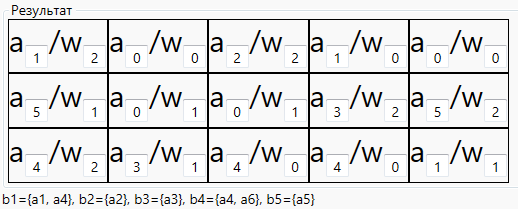 Результат
a1/w2 a0/w0 a2/w2 a1/w0 a0/w0
a5/w1 a0/w1 a0/w1 a3/w2 a5/w2
a4/w2 a3/w1 a4/w0 a4/w0 a1/w1
b1={a1, a4}, b2={a2}, b3={a3}, b4={a4, a6}, b5={a5}